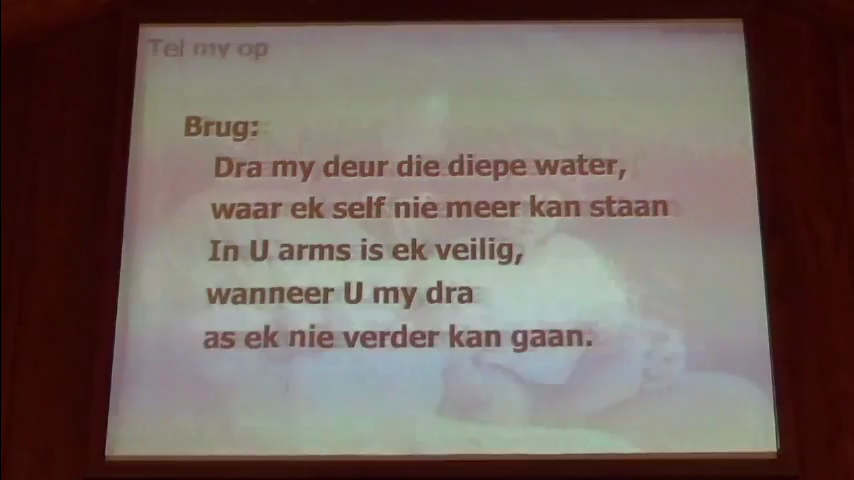 Tel my op
Brug:
Dra my deur die diepe water,
waar ek self nie meer kan staan
In U arms is ek veilig,
wanneer U my dra
as ek nie verder kan gaan.